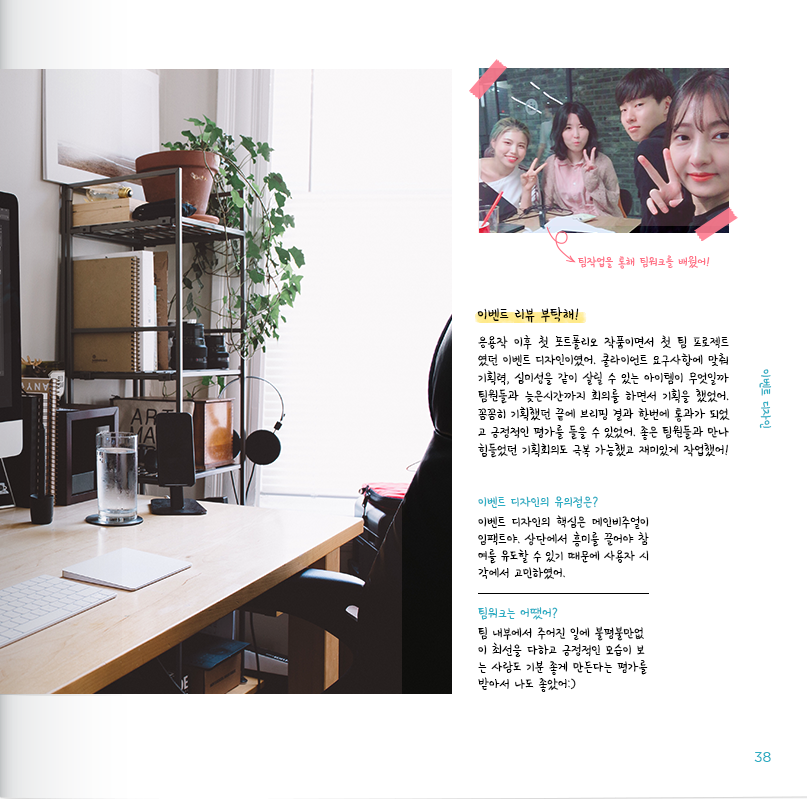 팀작업을 통해 팀워크를 배웠어!
이벤트 리뷰 부탁해!
응용작 이후 첫 포트폴리오 작품이면서 첫 팀 프로젝트
였던 이벤트 디자인이였어. 클라이언트 요구사항에 맞춰
기획력, 심미성을 같이 살릴 수 있는 아이템이 무엇일까
팀원들과 늦은시간까지 회의를 하면서 기획을 했었어.
꼼꼼히 기획했던 끝에 브리핑 결과 한번에 통과가 되었
고 긍정적인 평가를 들을 수 있었어. 좋은 팀원들과 만나
힘들었던 기획회의도 극복 가능했고 재미있게 작업했어!
이벤트 디자인
이벤트 디자인의 유의점은?
이벤트 디자인의 핵심은 메인비주얼이
임팩트야. 상단에서 흥미를 끌어야 참
여를 유도할 수 있기 때문에 사용자 시
각에서 고민하였어.
팀워크는 어땠어?
팀 내부에서 주어진 일에 불평불만없
이 최선을 다하고 긍정적인 모습이 보
는 사람도 기분 좋게 만든다는 평가를
받아서 나도 좋았어:)
ANY
ART
38